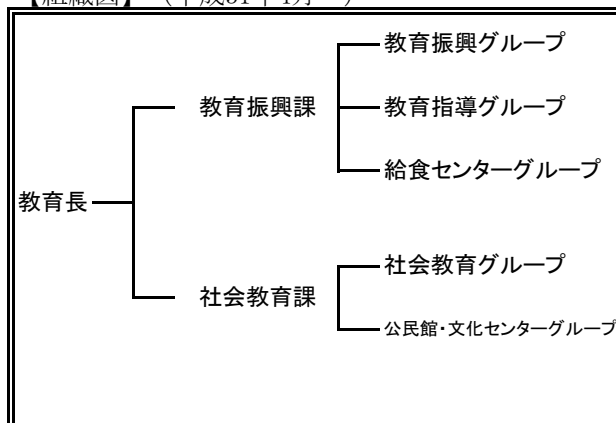 教育振興グループ
教育振興課
教育指導グループ
給食センターグループ
教育長
社会教育グループ
社会教育課
公民館・文化センターグループ